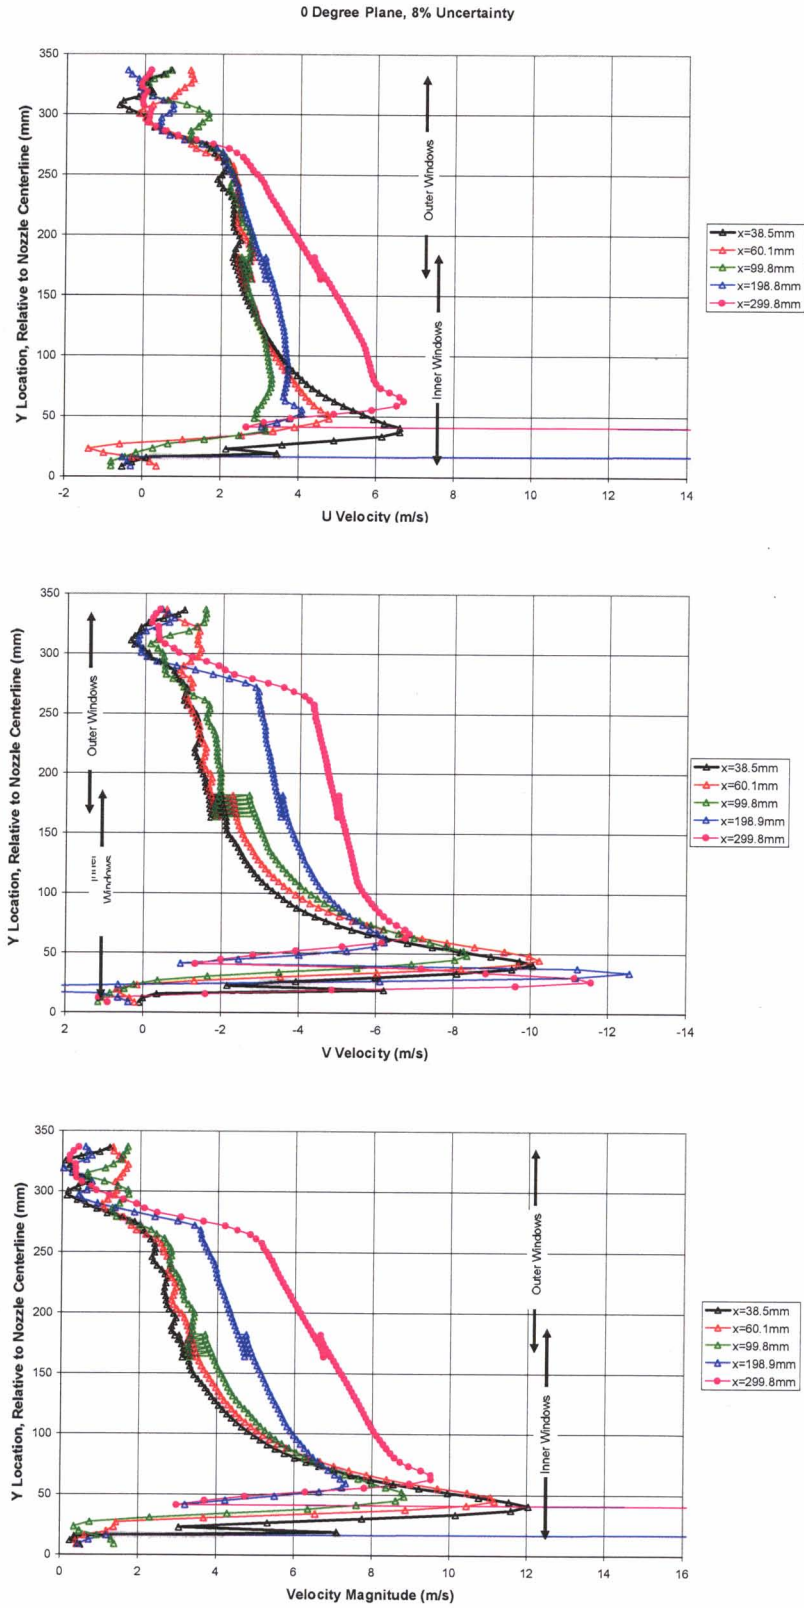 0 Degree Plane, 8% Uncertainty
350
300
250
200
150
100
50
0
-2
0
2
4
6
8
10
12
14
Y Location, Relative to Nozzle Centerline (mm)
U Velocity (m/s)
Outer Windows
Inner Windows
x=38.5mm
x=60.1mm
x=99.8mm
x=198.8mm
x=299.8mm
350
300
250
200
150
100
50
0
2
0
-2
-4
-6
-8
-10
-12
-14
Y Location, Relative to Nozzle Centerline (mm)
V Velocity (m/s)
Outer Windows
Windows
x=38.5mm
x=60.1mm
x=99.8mm
x=198.9mm
x=299.8mm
350
300
250
200
150
100
50
0
0
2
4
6
8
10
12
14
16
Y Location, Relative to Nozzle Centerline (mm)
Velocity Magnitude (m/s)
Outer Windows
Inner Windows
x=38.5mm
x=60.1mm
x=99.8mm
x=198.9mm
x=299.8mm